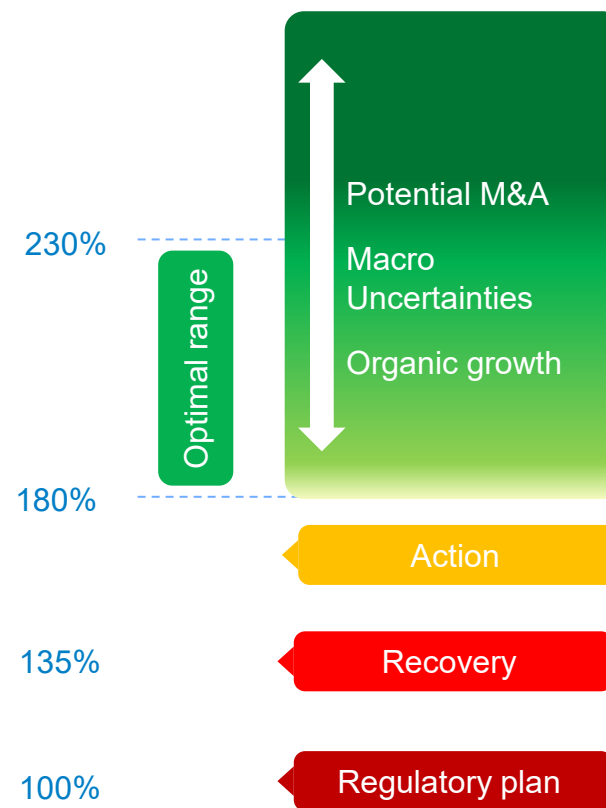 Potential M&A
230%
Macro
Uncertainties
Optimal range
Organic growth
180%
Action
135%
Recovery
100%
Regulatory plan